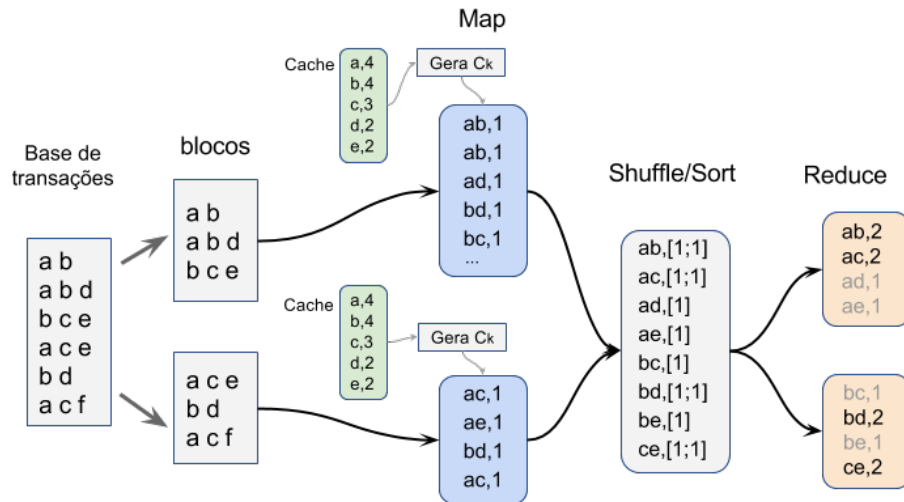 Map
Cache
a,4
b,4
c,3
d,2
e,2
Gera Ck
ab,1
ab,1
ad,1
bd,1
bc,1
...
Base de
transações
a b
a b d
b c e
a c e
b d
a c f
blocos
a b
a b d
b c e
a c e
b d
a c f
Cache
a,4
b,4
c,3
d,2
e,2
Gera Ck
ac,1
ae,1
bd,1
ac,1
Shuffle/Sort
ab,[1;1]
ac,[1;1]
ad,[1]
ae,[1]
bc,[1]
bd,[1;1]
be,[1]
ce,[1;1]
Reduce
ab,2
ac,2
ad,1
ae,1
bc,1
bd,2
be,1
ce,2